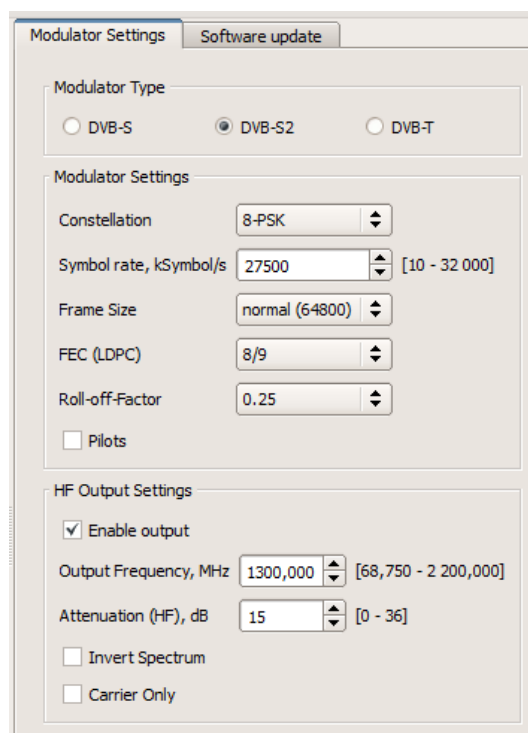 Modulator Settings Software update
Modulator Type
DVB-S DVB-S2 DVB-T
Modulator Settings
Constellation 8-PSK
Symbol rate, kSymbol/s 27500 [10 - 32 000]
Frame Size normal (64800)
FEC (LDPC) 8/9
Roll-off-Factor 0.25
Pilots
HF Output Settings
Enable output
Output Frequency, MHz 1300,000 [68,750 - 2 200,000]
Attenuation (HF), dB 15 [0 - 36]
Invert Spectrum
Carrier Only